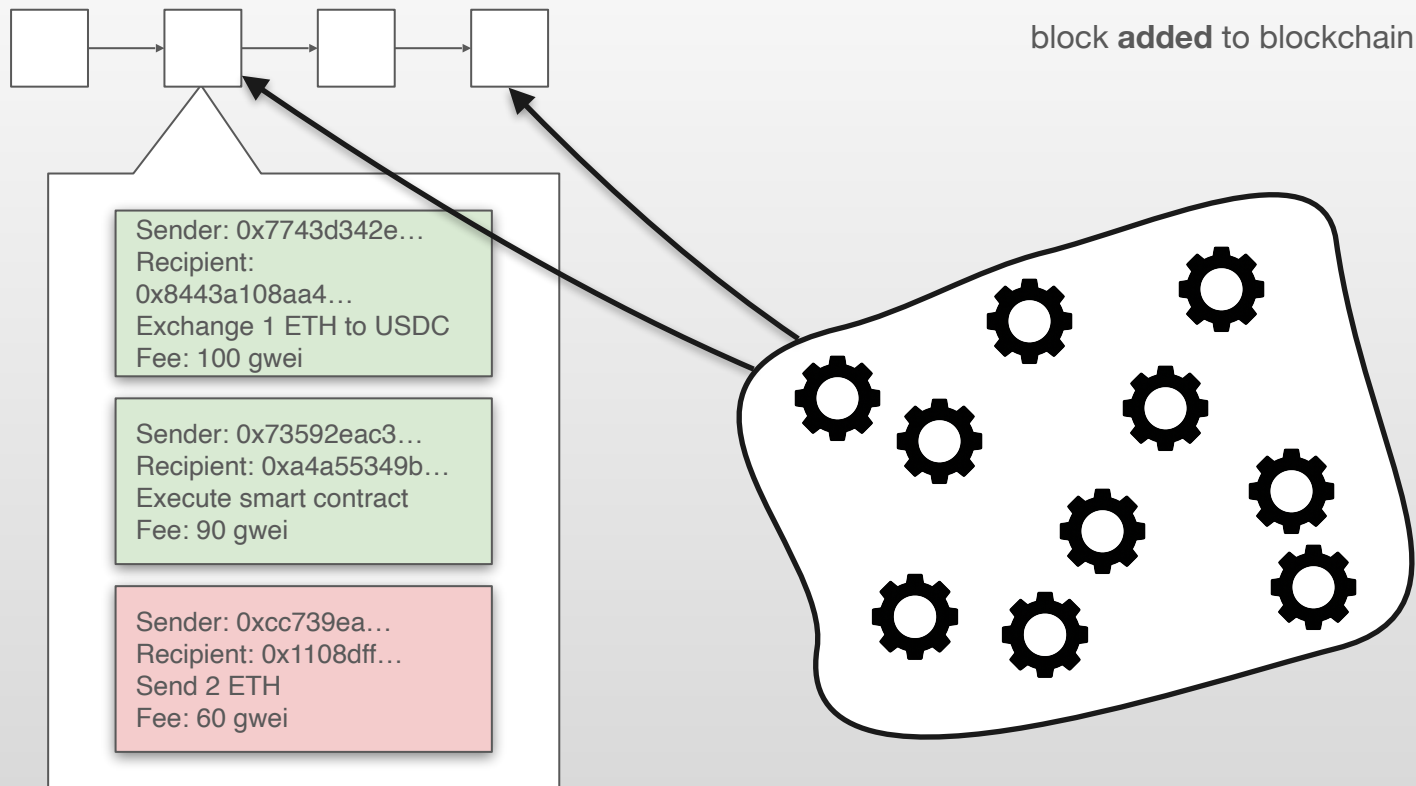 block added to blockchain
Sender: 0x7743d342e…
Recipient:
0x8443a108aa4…
Exchange 1 ETH to USDC
Fee: 100 gwei
Sender: 0x73592eac3…
Recipient: 0xa4a55349b…
Execute smart contract
Fee: 90 gwei
Sender: 0xcc739ea…
Recipient: 0x1108dff…
Send 2 ETH
Fee: 60 gwei